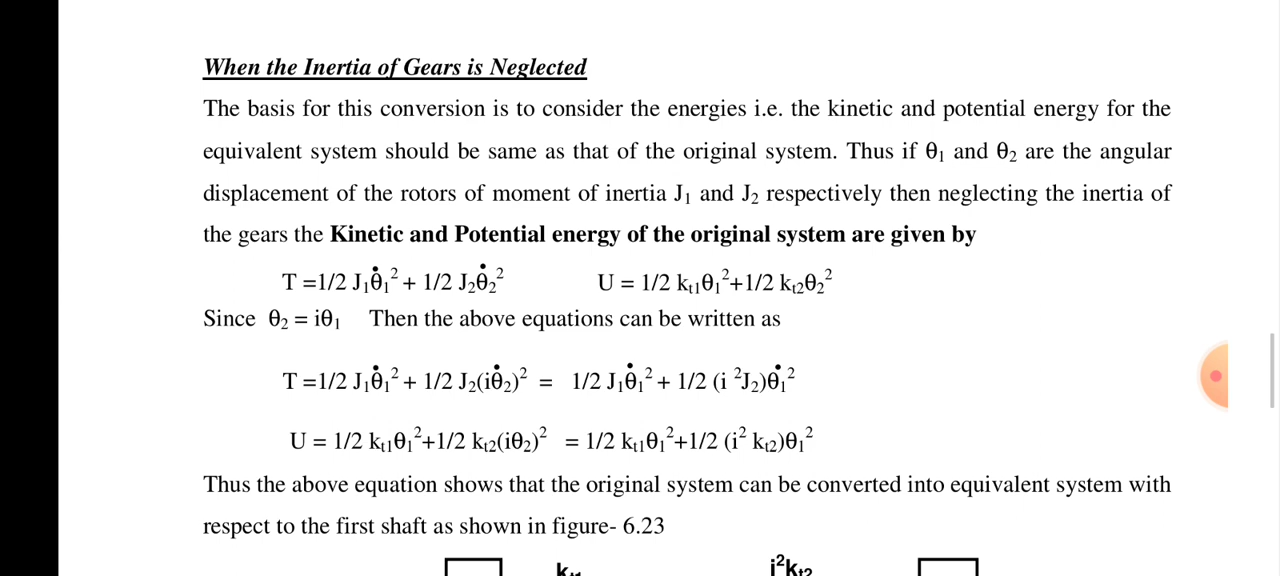 When the Inertia of Gears is Neglected
The basis for this conversion is to consider the energies i.e. the kinetic and potential energy for the
equivalent system should be same as that of the original system. Thus if θ₁ and θ₂ are the angular
displacement of the rotors of moment of inertia J₁ and J₂ respectively then neglecting the inertia of
the gears the Kinetic and Potential energy of the original system are given by
T =1/2 J₁θ̇₁² + 1/2 J₂θ̇₂² U = 1/2 kₜ₁θ₁²+1/2 kₜ₂θ₂²
Since θ₂ = iθ₁ Then the above equations can be written as
T =1/2 J₁θ̇₁² + 1/2 J₂(iθ̇₂)² = 1/2 J₁θ̇₁² + 1/2 (i ²J₂)θ̇₁²
U = 1/2 kₜ₁θ₁²+1/2 kₜ₂(iθ₂)² = 1/2 kₜ₁θ₁²+1/2 (i² kₜ₂)θ₁²
Thus the above equation shows that the original system can be converted into equivalent system with
respect to the first shaft as shown in figure- 6.23
kₜ₁ i²kₜ₂